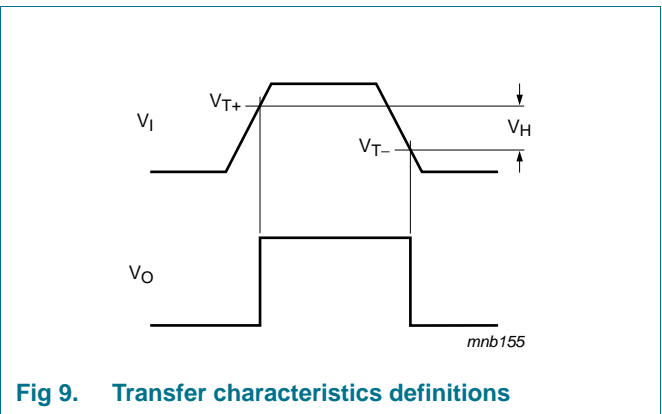 VT+
VI
VH
VT−
VO
mnb155
Fig 9. Transfer characteristics definitions